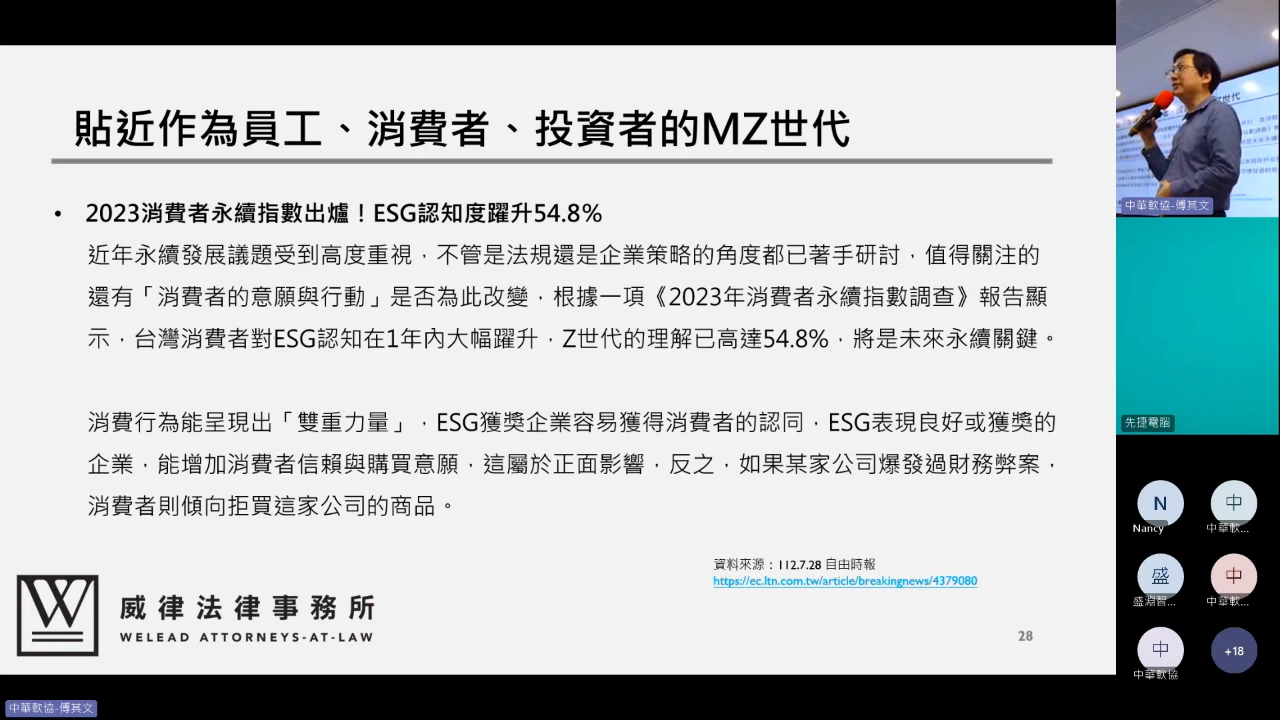 貼近作為員工、消費者、投資者的MZ世代
• 2023消費者永續指數出爐！ESG認知度躍升54.8%
近年永續發展議題受到高度重視，不管是法規還是企業策略的角度都已著手研討，值得關注的
還有「消費者的意願與行動」是否為此改變，根據一項《2023年消費者永續指數調查》報告顯
示，台灣消費者對ESG認知在1年內大幅躍升，Z世代的理解已高達54.8%，將是未來永續關鍵。
消費行為能呈現出「雙重力量」，ESG獲獎企業容易獲得消費者的認同，ESG表現良好或獲獎的
企業，能增加消費者信賴與購買意願，這屬於正面影響，反之，如果某家公司爆發過財務弊案，
消費者則傾向拒買這家公司的商品。
資料來源：112.7.28 自由時報
https://ec.ltn.com.tw/article/breakingnews/4379080
W
威律法律事務所
WELEAD ATTORNEYS-AT-LAW
28
中華軟協-傅其文
Z世代
中華軟協-傅其文
先捷電腦
N
Nancy
中
中華軟...
盛
盛淵智...
中
中華軟...
中
中華軟協
+18